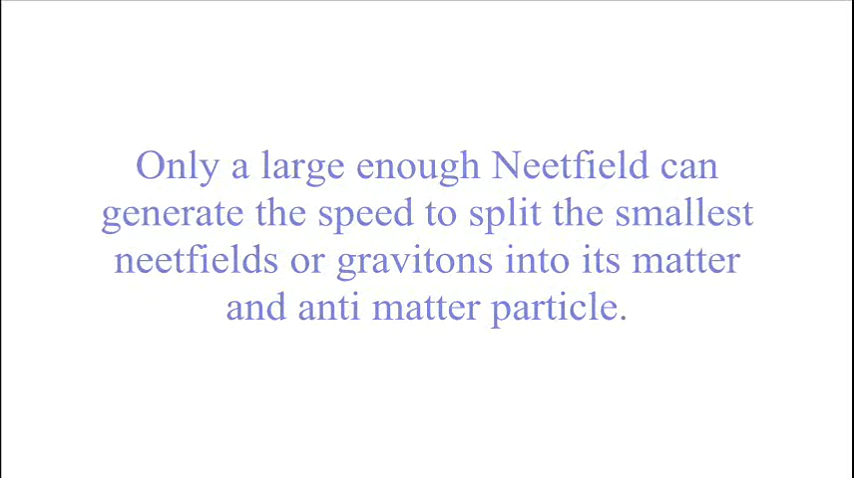 Only a large enough Neetfield can
generate the speed to split the smallest
neetfields or gravitons into its matter
and anti matter particle.